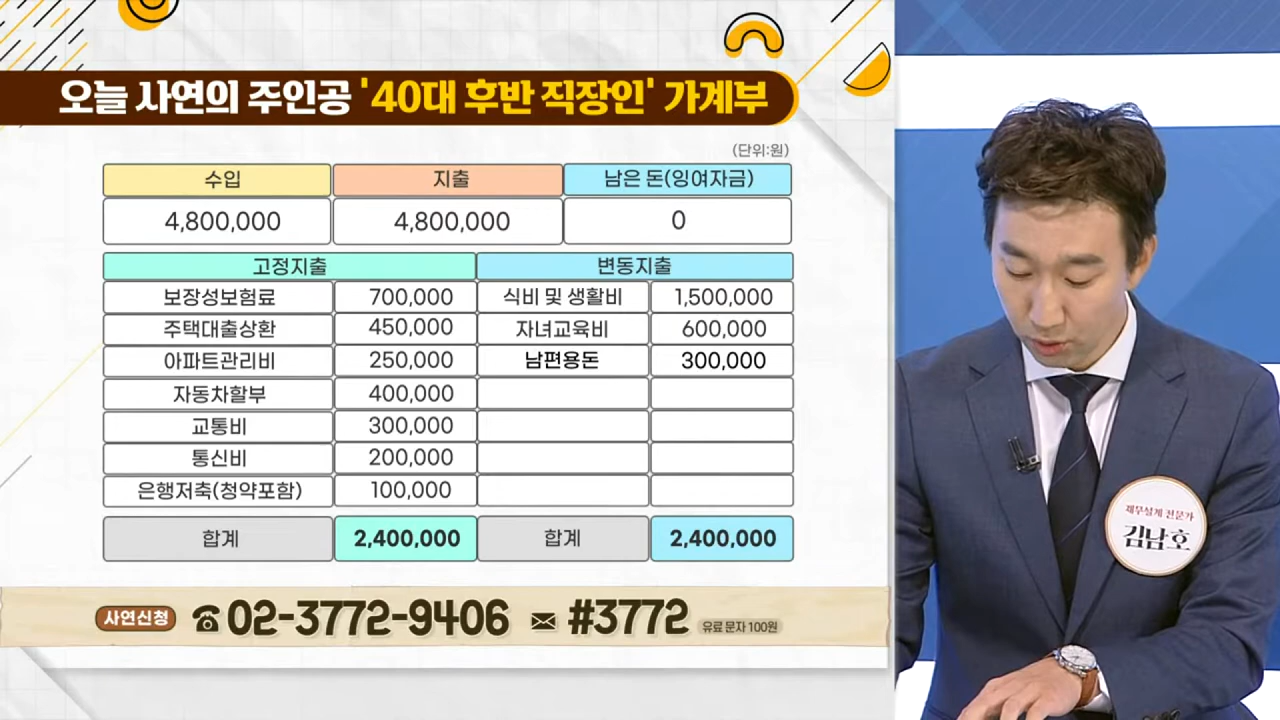 오늘 사연의 주인공 '40대 후반 직장인' 가계부
(단위:원)
수입 지출 남은 돈(잉여자금)
4,800,000 4,800,000 0
고정지출 변동지출
보장성보험료 700,000 식비 및 생활비 1,500,000
주택대출상환 450,000 자녀교육비 600,000
아파트관리비 250,000 남편용돈 300,000
자동차할부 400,000
교통비 300,000
통신비 200,000
은행저축(청약포함) 100,000
합계 2,400,000 합계 2,400,000
사연신청 02-3772-9406 #3772 유료 문자 100원
재무설계 전문가
김남호